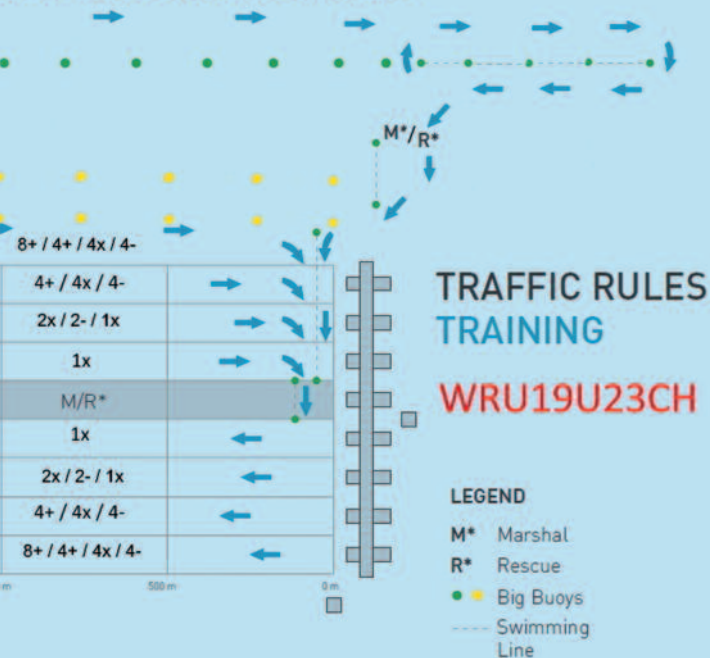 M*/R*
8+ / 4+ / 4x / 4-
4+ / 4x / 4-
2x / 2- / 1x
1x
M/R*
1x
2x / 2- / 1x
4+ / 4x / 4-
8+ / 4+ / 4x / 4-
m 500 m 0 m
TRAFFIC RULES
TRAINING
WRU19U23CH
LEGEND
M* Marshal
R* Rescue
Big Buoys
Swimming
Line